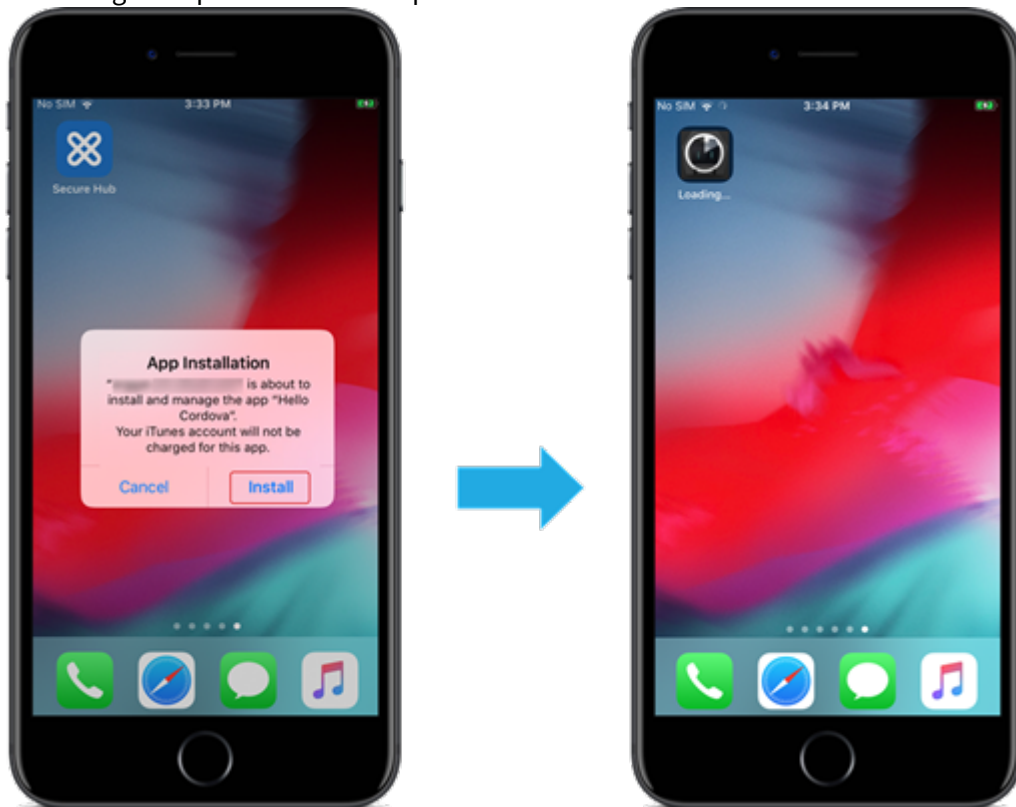 No SIM
3:33 PM
Secure Hub
App Installation
" is about to
install and manage the app "Hello
Cordova".
Your iTunes account will not be
charged for this app.
Cancel
Install
No SIM
3:34 PM
Loading...